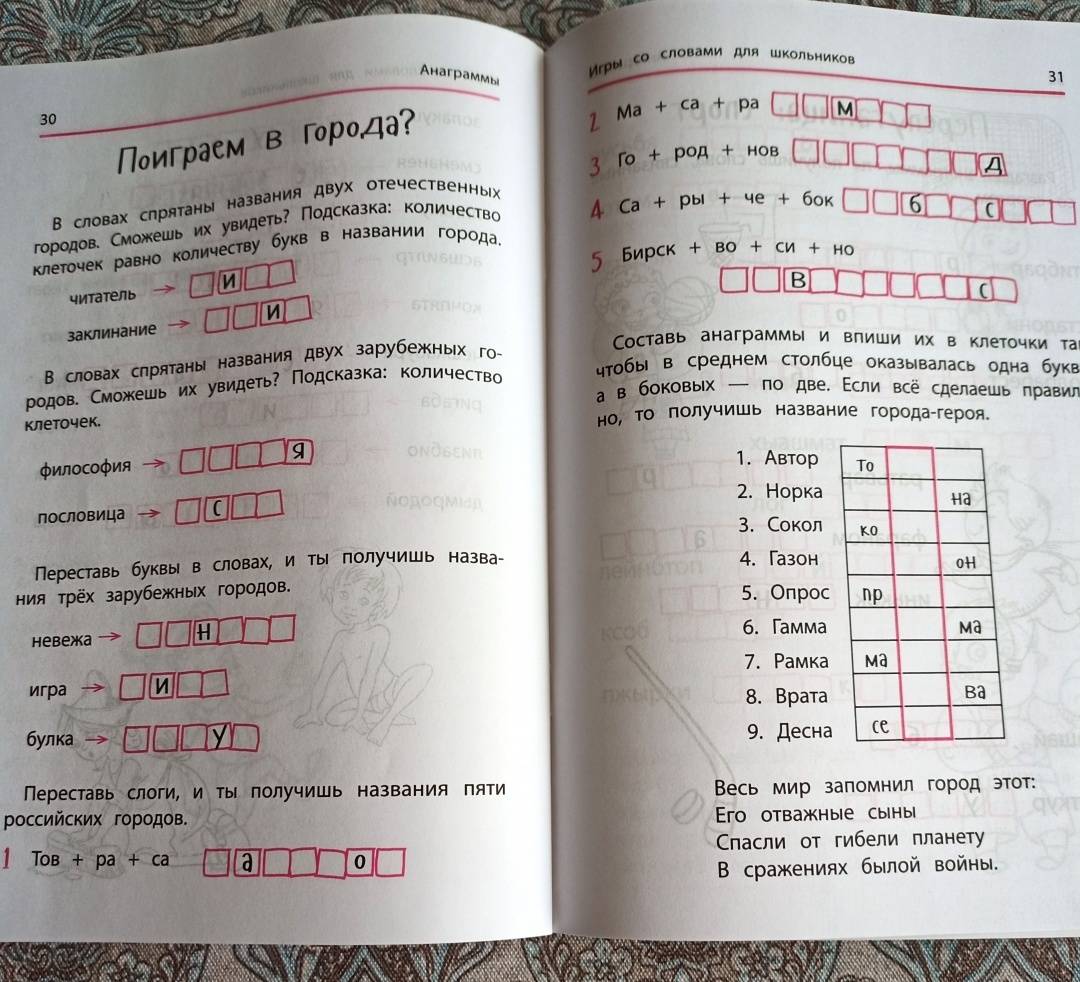 30
Анаграммы
Поиграем в города?
В словах спрятаны названия двух отечественных
городов. Сможешь их увидеть? Подсказка: количество
клеточек равно количеству букв в названии города.
читатель → И
заклинание → И
В словах спрятаны названия двух зарубежных го-
родов. Сможешь их увидеть? Подсказка: количество
клеточек.
философия → Я
пословица → С
Переставь буквы в словах, и ты получишь назва-
ния трёх зарубежных городов.
невежа → Н
игра → И
булка → У
Переставь слоги, и ты получишь названия пяти
российских городов.
1 Тов + ра + са а о
Игры со словами для школьников
31
2 Ма + са + ра М
3 Го + род + нов Д
4 Са + ры + че + бок б С
5 Бирск + во + си + но
В С
Составь анаграммы и впиши их в клеточки та
чтобы в среднем столбце оказывалась одна букв
а в боковых — по две. Если всё сделаешь правил
но, то получишь название города-героя.
1. Автор То
2. Норка на
3. Сокол ко
4. Газон он
5. Опрос пр
6. Гамма ма
7. Рамка ма
8. Врата ва
9. Десна се
Весь мир запомнил город этот:
Его отважные сыны
Спасли от гибели планету
В сражениях былой войны.